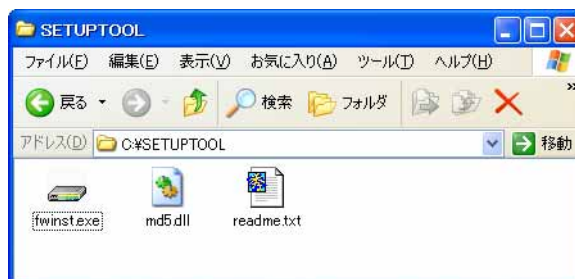 SETUPTOOL
ファイル(F) 編集(E) 表示(V) お気に入り(A) ツール(T) ヘルプ(H)
戻る 検索 フォルダ »
アドレス(D) C:¥SETUPTOOL 移動
fwinst.exe md5.dll readme.txt